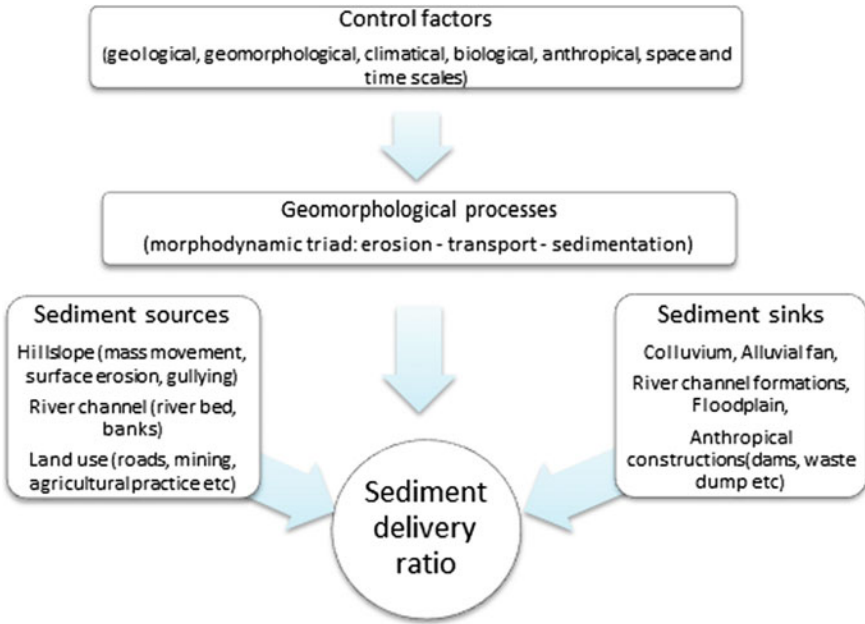 Control factors
(geological, geomorphological, climatical, biological, anthropical, space and
time scales)
Geomorphological processes
(morphodynamic triad: erosion - transport - sedimentation)
Sediment sources
Hillslope (mass movement,
surface erosion, gullying)
River channel (river bed,
banks)
Land use (roads, mining,
agricultural practice etc)
Sediment sinks
Colluvium, Alluvial fan,
River channel formations,
Floodplain,
Anthropical
constructions(dams, waste
dump etc)
Sediment
delivery
ratio